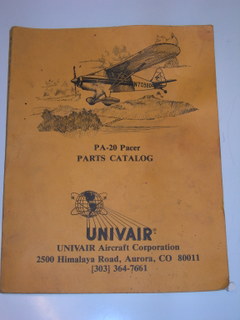 PA-20 Pacer
PARTS CATALOG
UNIVAIR®
UNIVAIR Aircraft Corporation
2500 Himalaya Road, Aurora, CO 80011
[303] 364-7661